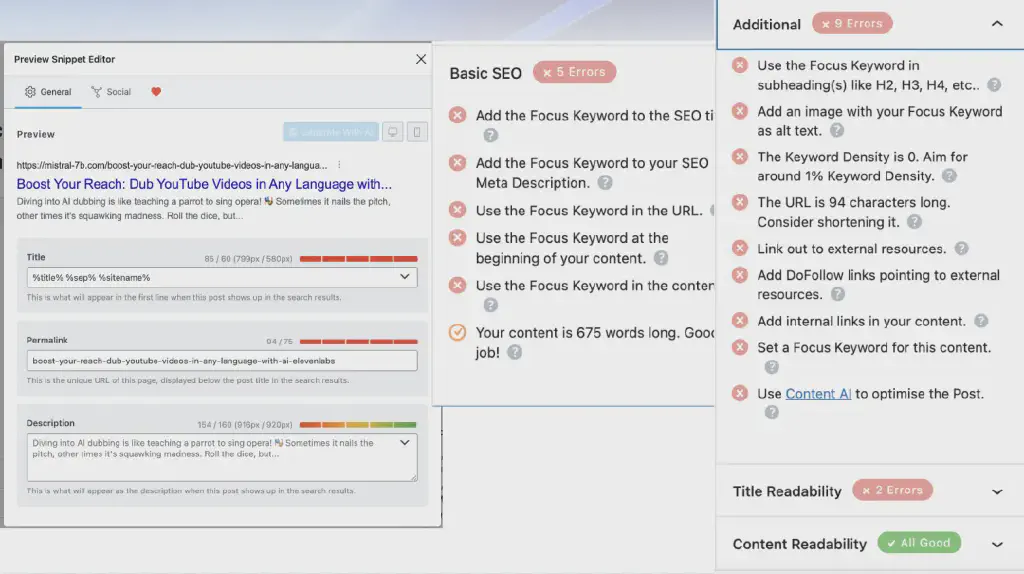 Preview Snippet Editor
General
Social
Preview
https://mistral-7b.com/boost-your-reach-dub-youtube-videos-in-any-langua...
Boost Your Reach: Dub YouTube Videos in Any Language with...
Diving into AI dubbing is like teaching a parrot to sing opera! Sometimes it nails the pitch,
other times it's squawking madness. Roll the dice, but...
Title
85 / 60 (799px / 580px)
%title% %sep% %sitename%
This is what will appear in the first line when this post shows up in the search results.
Permalink
94 / 75
boost-your-reach-dub-youtube-videos-in-any-language-with-ai-elevenlabs
This is the unique URL of this page, displayed below the post title in the search results.
Description
154 / 160 (916px / 920px)
Diving into AI dubbing is like teaching a parrot to sing opera! Sometimes it nails the
pitch, other times it's squawking madness. Roll the dice, but...
This is what will appear as the description when this post shows up in the search results.
Basic SEO
× 5 Errors
Add the Focus Keyword to the SEO ti
Add the Focus Keyword to your SEO
Meta Description.
Use the Focus Keyword in the URL.
Use the Focus Keyword at the
beginning of your content.
Use the Focus Keyword in the conten
Your content is 675 words long. Good
job!
Additional
× 9 Errors
Use the Focus Keyword in
subheading(s) like H2, H3, H4, etc..
Add an image with your Focus Keyword
as alt text.
The Keyword Density is 0. Aim for
around 1% Keyword Density.
The URL is 94 characters long.
Consider shortening it.
Link out to external resources.
Add DoFollow links pointing to external
resources.
Add internal links in your content.
Set a Focus Keyword for this content.
Use Content AI to optimise the Post.
Title Readability
× 2 Errors
Content Readability
All Good